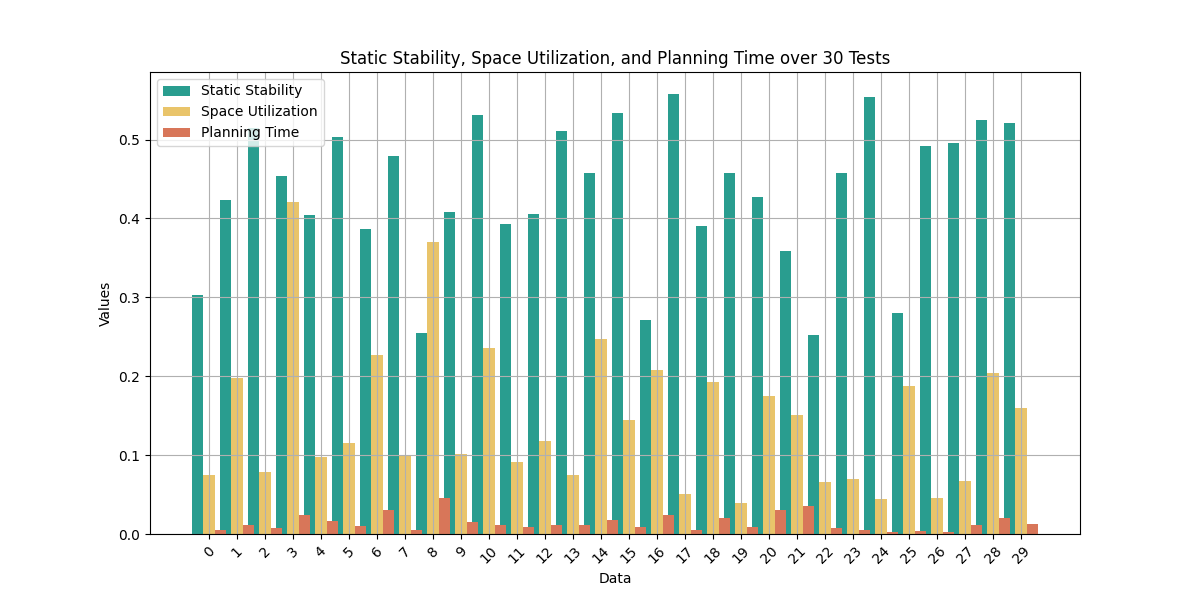 Static Stability, Space Utilization, and Planning Time over 30 Tests
Static Stability
Space Utilization
Planning Time
Values
0.5
0.4
0.3
0.2
0.1
0.0
0 1 2 3 4 5 6 7 8 9 10 11 12 13 14 15 16 17 18 19 20 21 22 23 24 25 26 27 28 29
Data